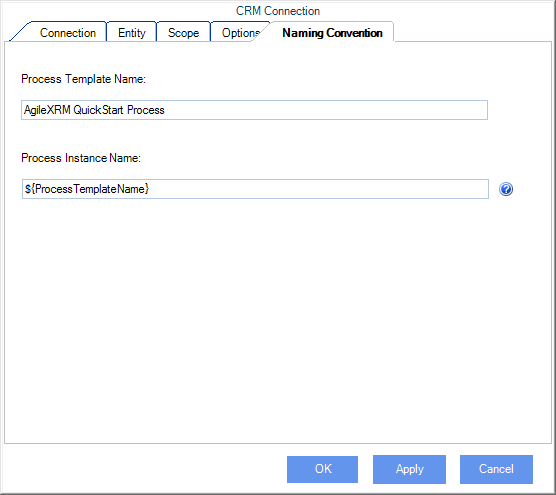 CRM Connection
Connection Entity Scope Options Naming Convention
Process Template Name:
AgileXRM QuickStart Process
Process Instance Name:
${ProcessTemplateName}
?
OK Apply Cancel